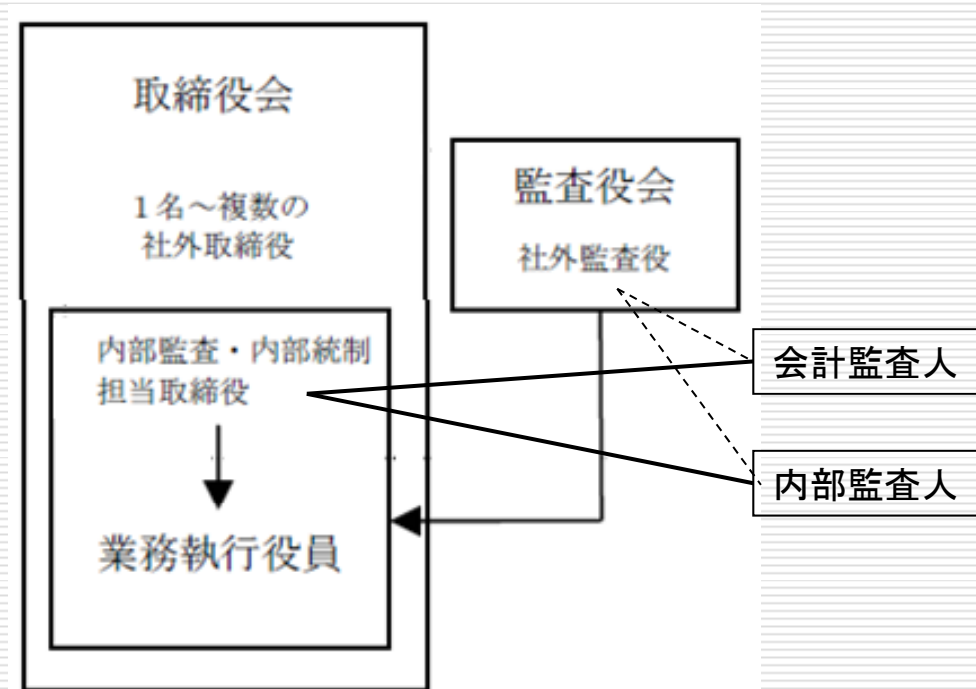 取締役会
1名～複数の
社外取締役
監査役会
社外監査役
内部監査・内部統制
担当取締役
業務執行役員
会計監査人
内部監査人